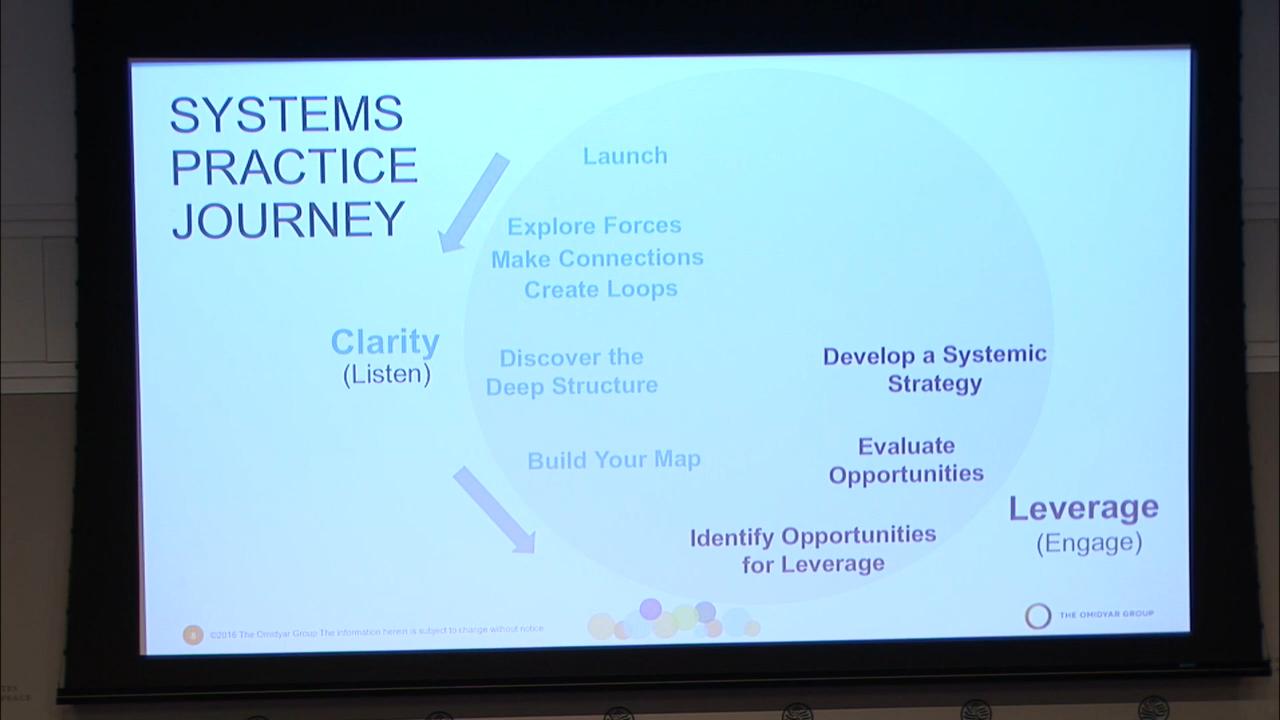 SYSTEMS
PRACTICE
JOURNEY
Launch
Explore Forces
Make Connections
Create Loops
Clarity
(Listen)
Discover the
Deep Structure
Build Your Map
Develop a Systemic
Strategy
Evaluate
Opportunities
Identify Opportunities
for Leverage
Leverage
(Engage)
©2016 The Omidyar Group The information herein is subject to change without notice
THE OMIDYAR GROUP